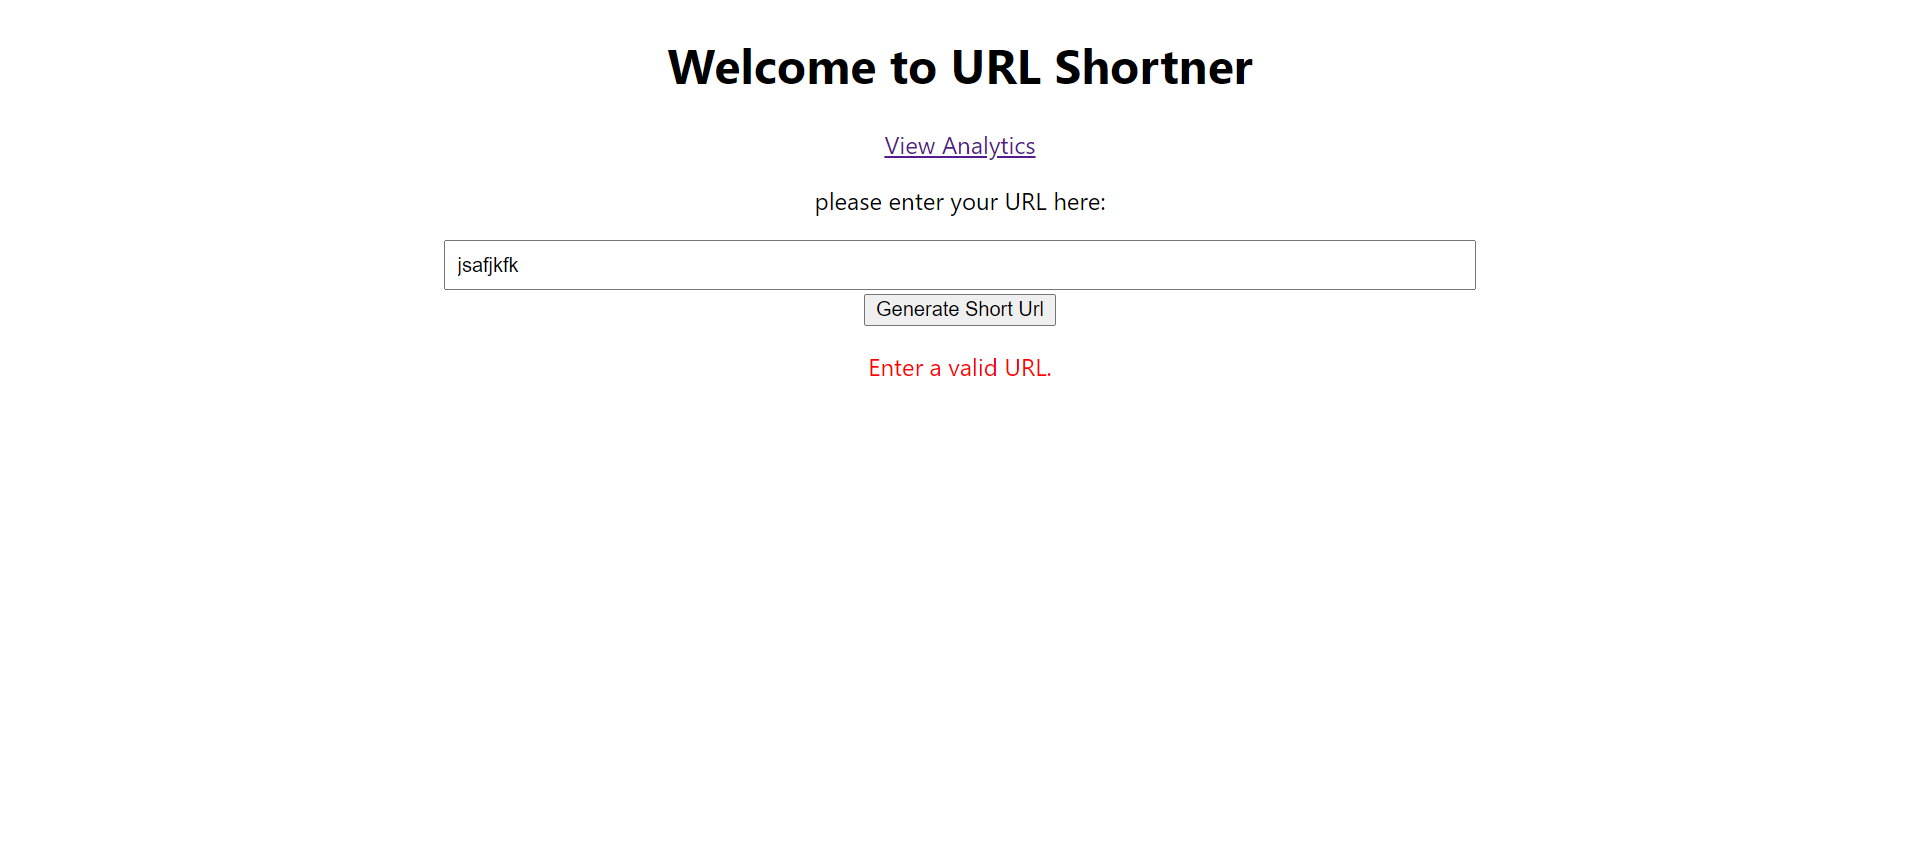 Welcome to URL Shortner
View Analytics
please enter your URL here:
jsafjkfk
Generate Short Url
Enter a valid URL.